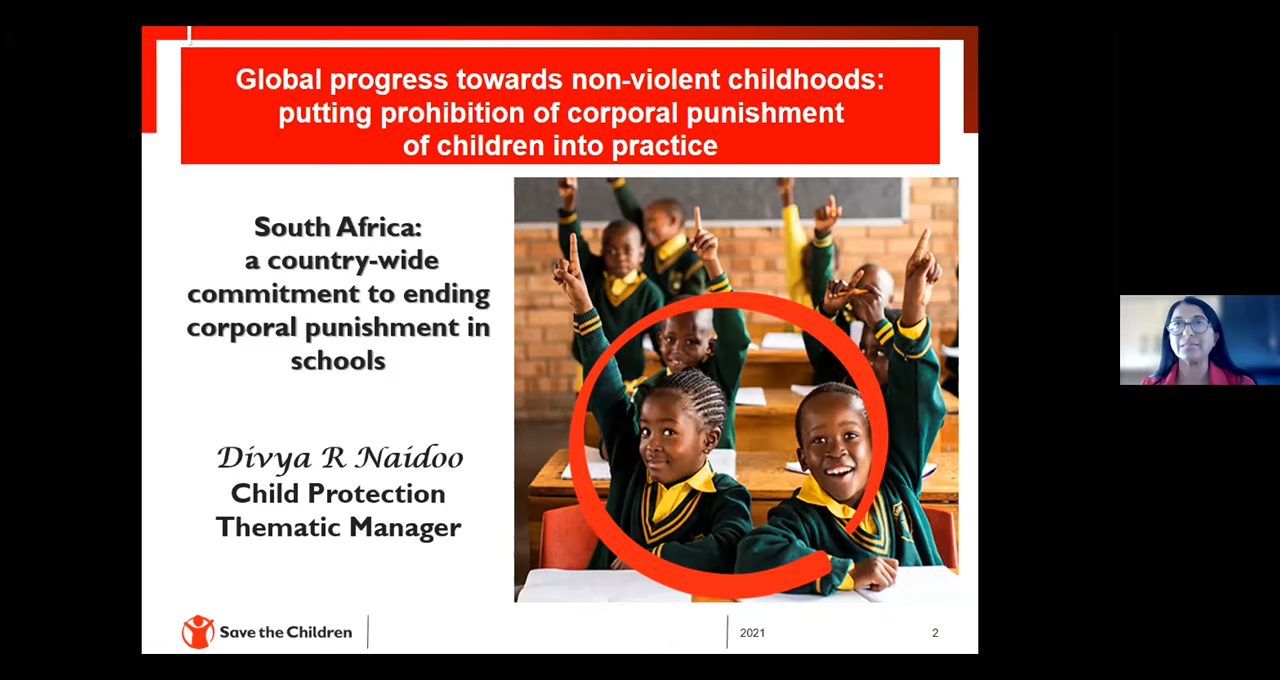 Global progress towards non-violent childhoods:
putting prohibition of corporal punishment
of children into practice
South Africa:
a country-wide
commitment to ending
corporal punishment in
schools
Divya R Naidoo
Child Protection
Thematic Manager
Save the Children
2021
2